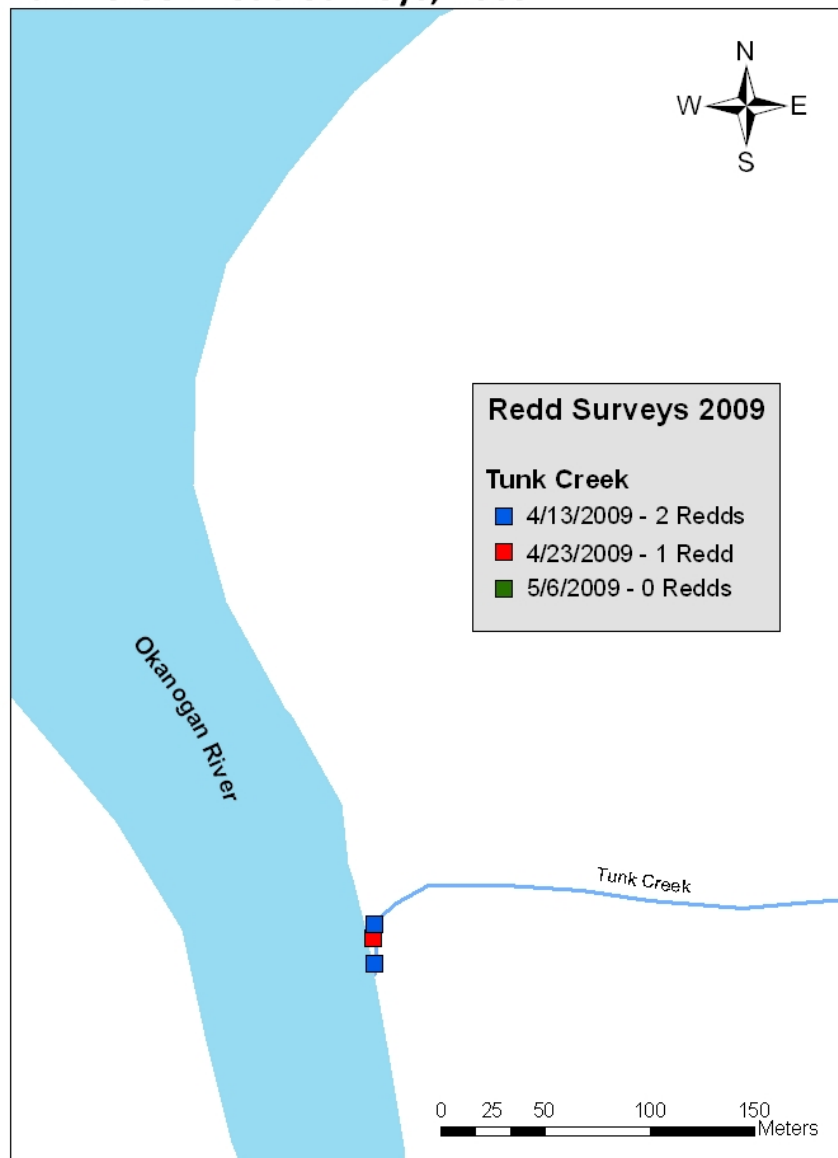 N
W E
S
Redd Surveys 2009
Tunk Creek
4/13/2009 - 2 Redds
4/23/2009 - 1 Redd
5/6/2009 - 0 Redds
Okanogan River
Tunk Creek
0 25 50 100 150
Meters